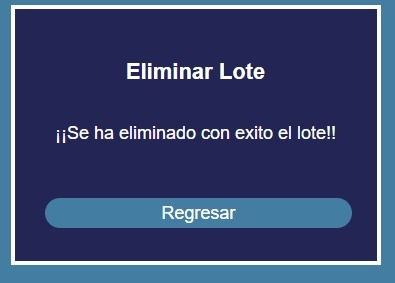 Eliminar Lote
¡¡Se ha eliminado con exito el lote!!
Regresar